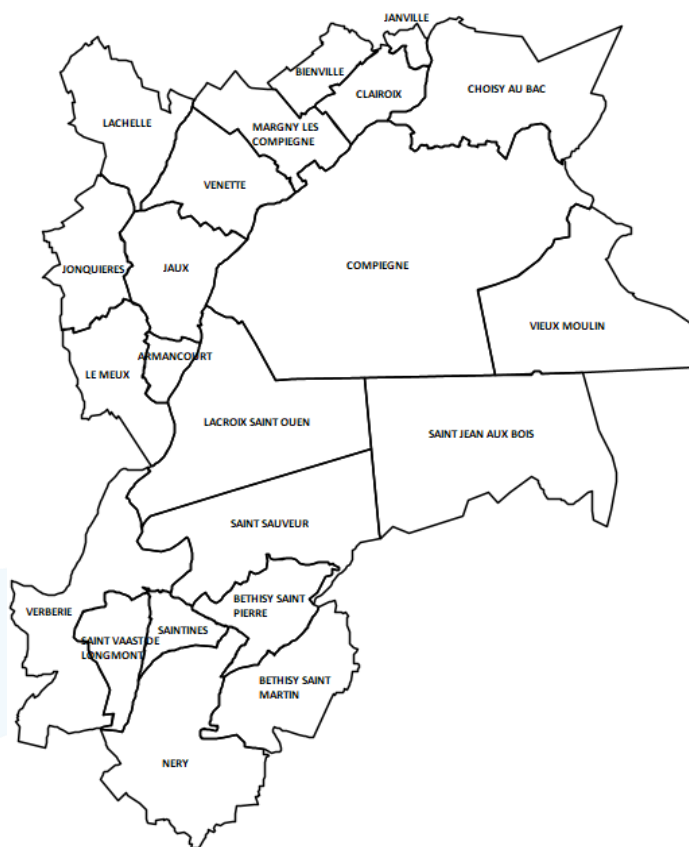 JANVILLE
BIENVILLE
CLAIROIX
CHOISY AU BAC
LACHELLE
MARGNY LES
COMPIEGNE
VENETTE
JONQUIERES
JAUX
COMPIEGNE
VIEUX MOULIN
ARMANCOURT
LE MEUX
LACROIX SAINT OUEN
SAINT JEAN AUX BOIS
SAINT SAUVEUR
BETHISY SAINT
PIERRE
VERBERIE
SAINTINES
SAINT VAAST DE
LONGMONT
BETHISY SAINT
MARTIN
NERY